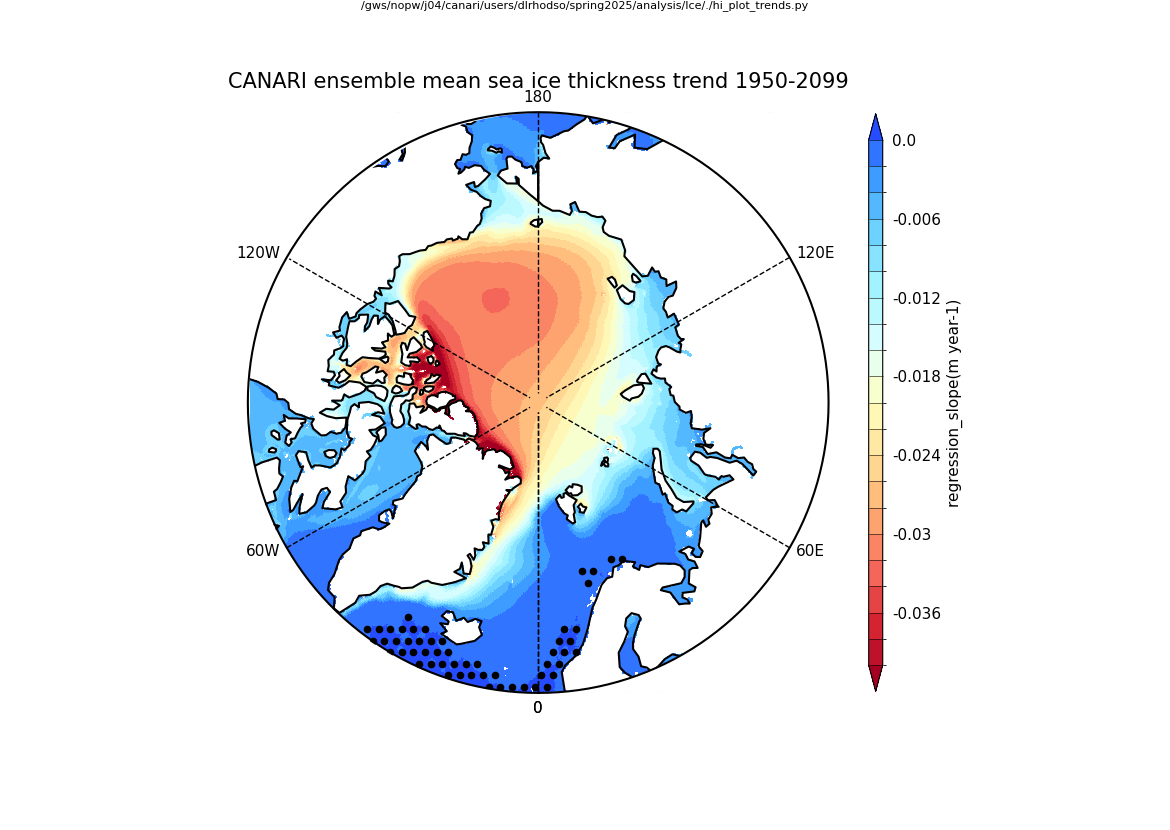 /gws/nopw/j04/canari/users/dlrhodso/spring2025/analysis/Ice/./hi_plot_trends.py
CANARI ensemble mean sea ice thickness trend 1950-2099
180
120W
120E
60W
60E
0
0.0
-0.006
-0.012
-0.018
-0.024
-0.03
-0.036
regression_slope(m year-1)